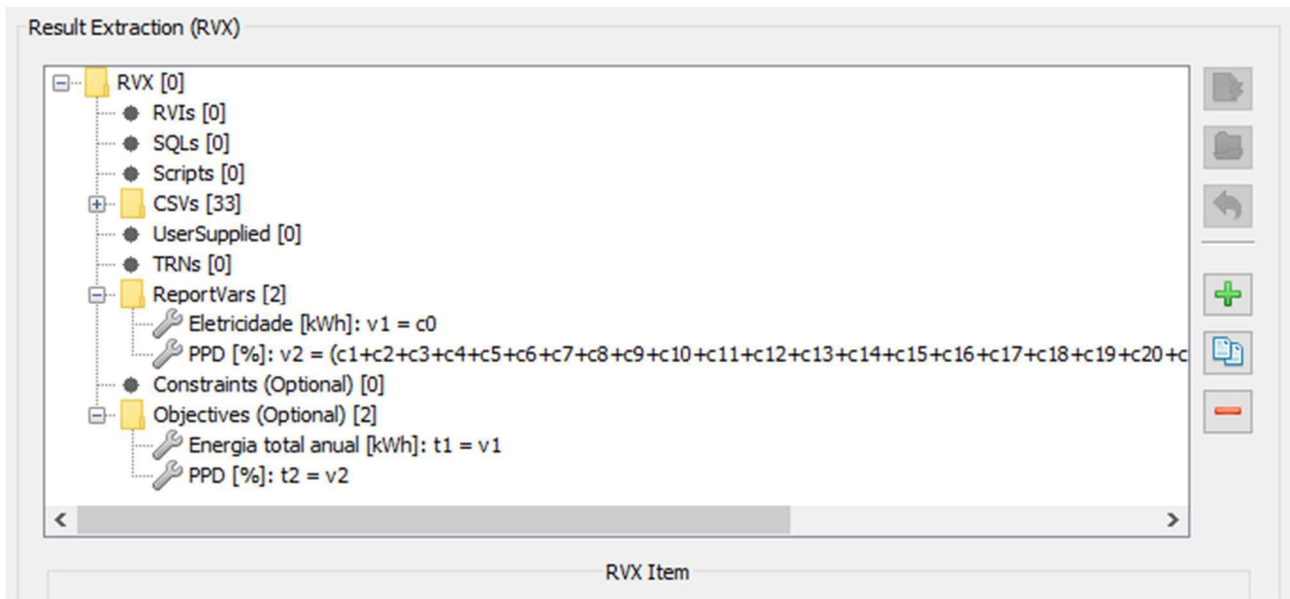 Result Extraction (RVX)
RVX [0]
RVIs [0]
SQLs [0]
Scripts [0]
CSVs [33]
UserSupplied [0]
TRNs [0]
ReportVars [2]
Eletricidade [kWh]: v1 = c0
PPD [%]: v2 = (c1+c2+c3+c4+c5+c6+c7+c8+c9+c10+c11+c12+c13+c14+c15+c16+c17+c18+c19+c20+c
Constraints (Optional) [0]
Objectives (Optional) [2]
Energia total anual [kWh]: t1 = v1
PPD [%]: t2 = v2
RVX Item